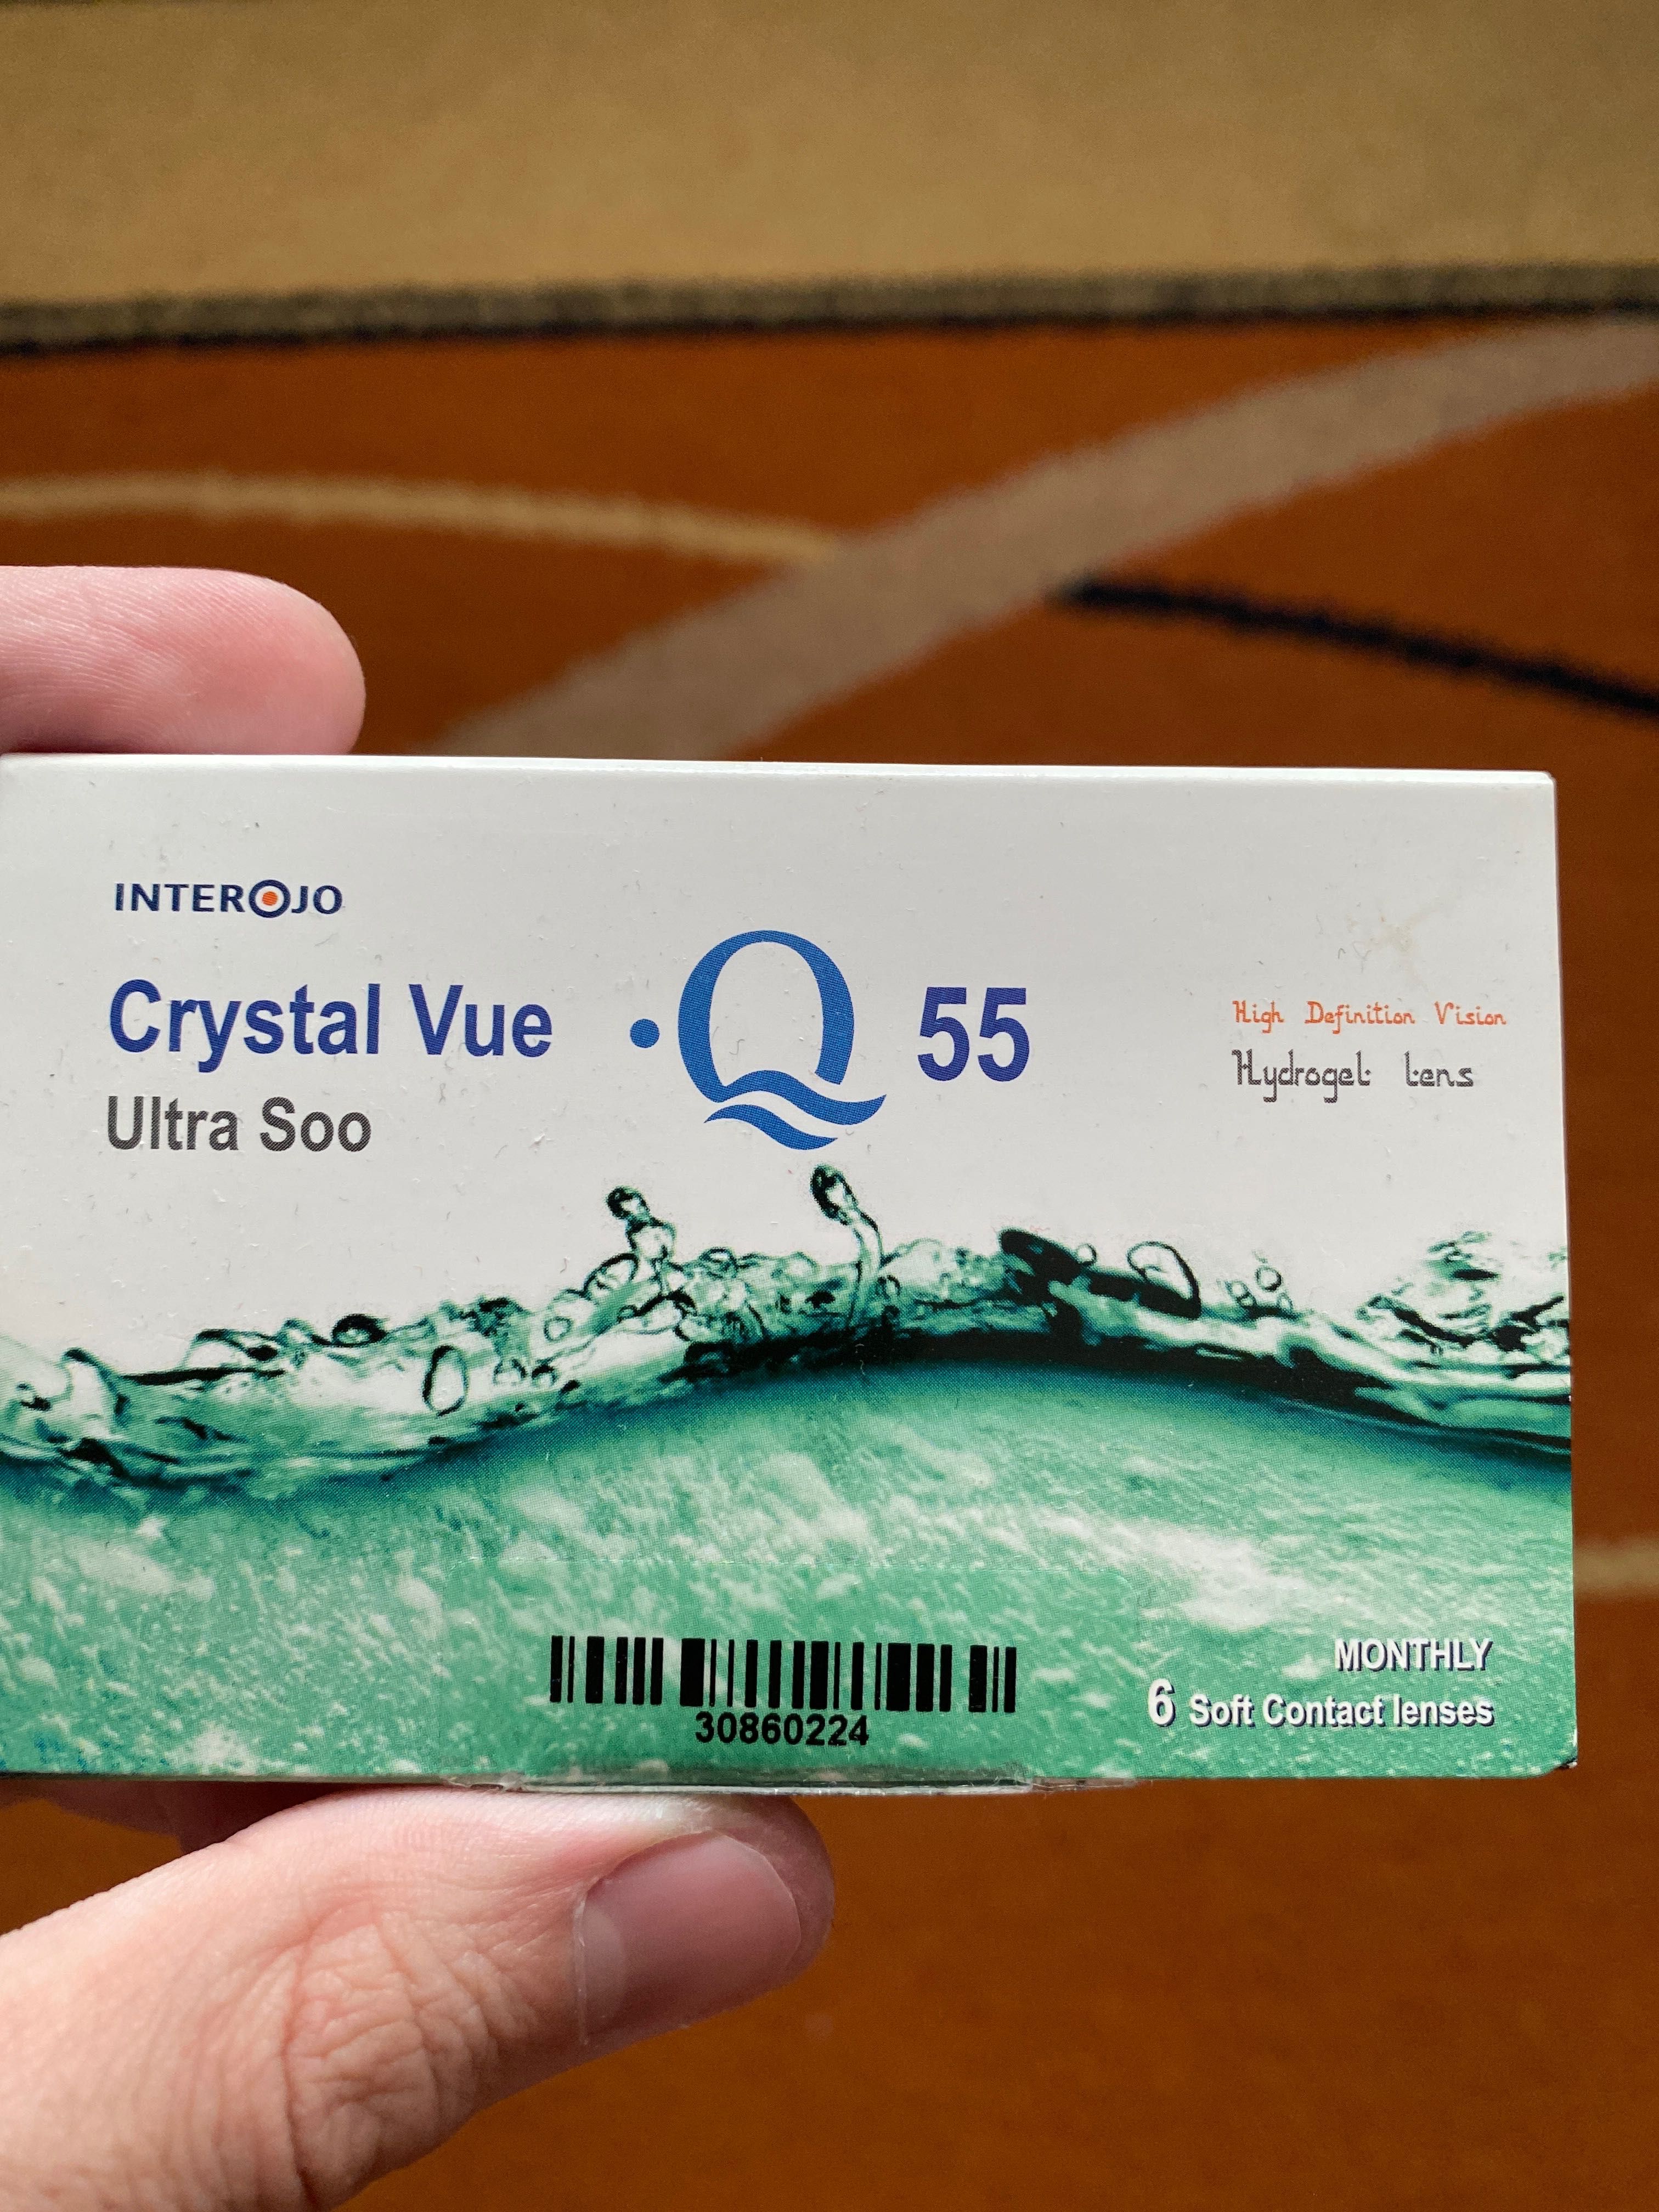 INTEROJO
Crystal Vue Q 55
Ultra Soo
High Definition Vision
Hydrogel Lens
MONTHLY
6 Soft Contact lenses
30860224